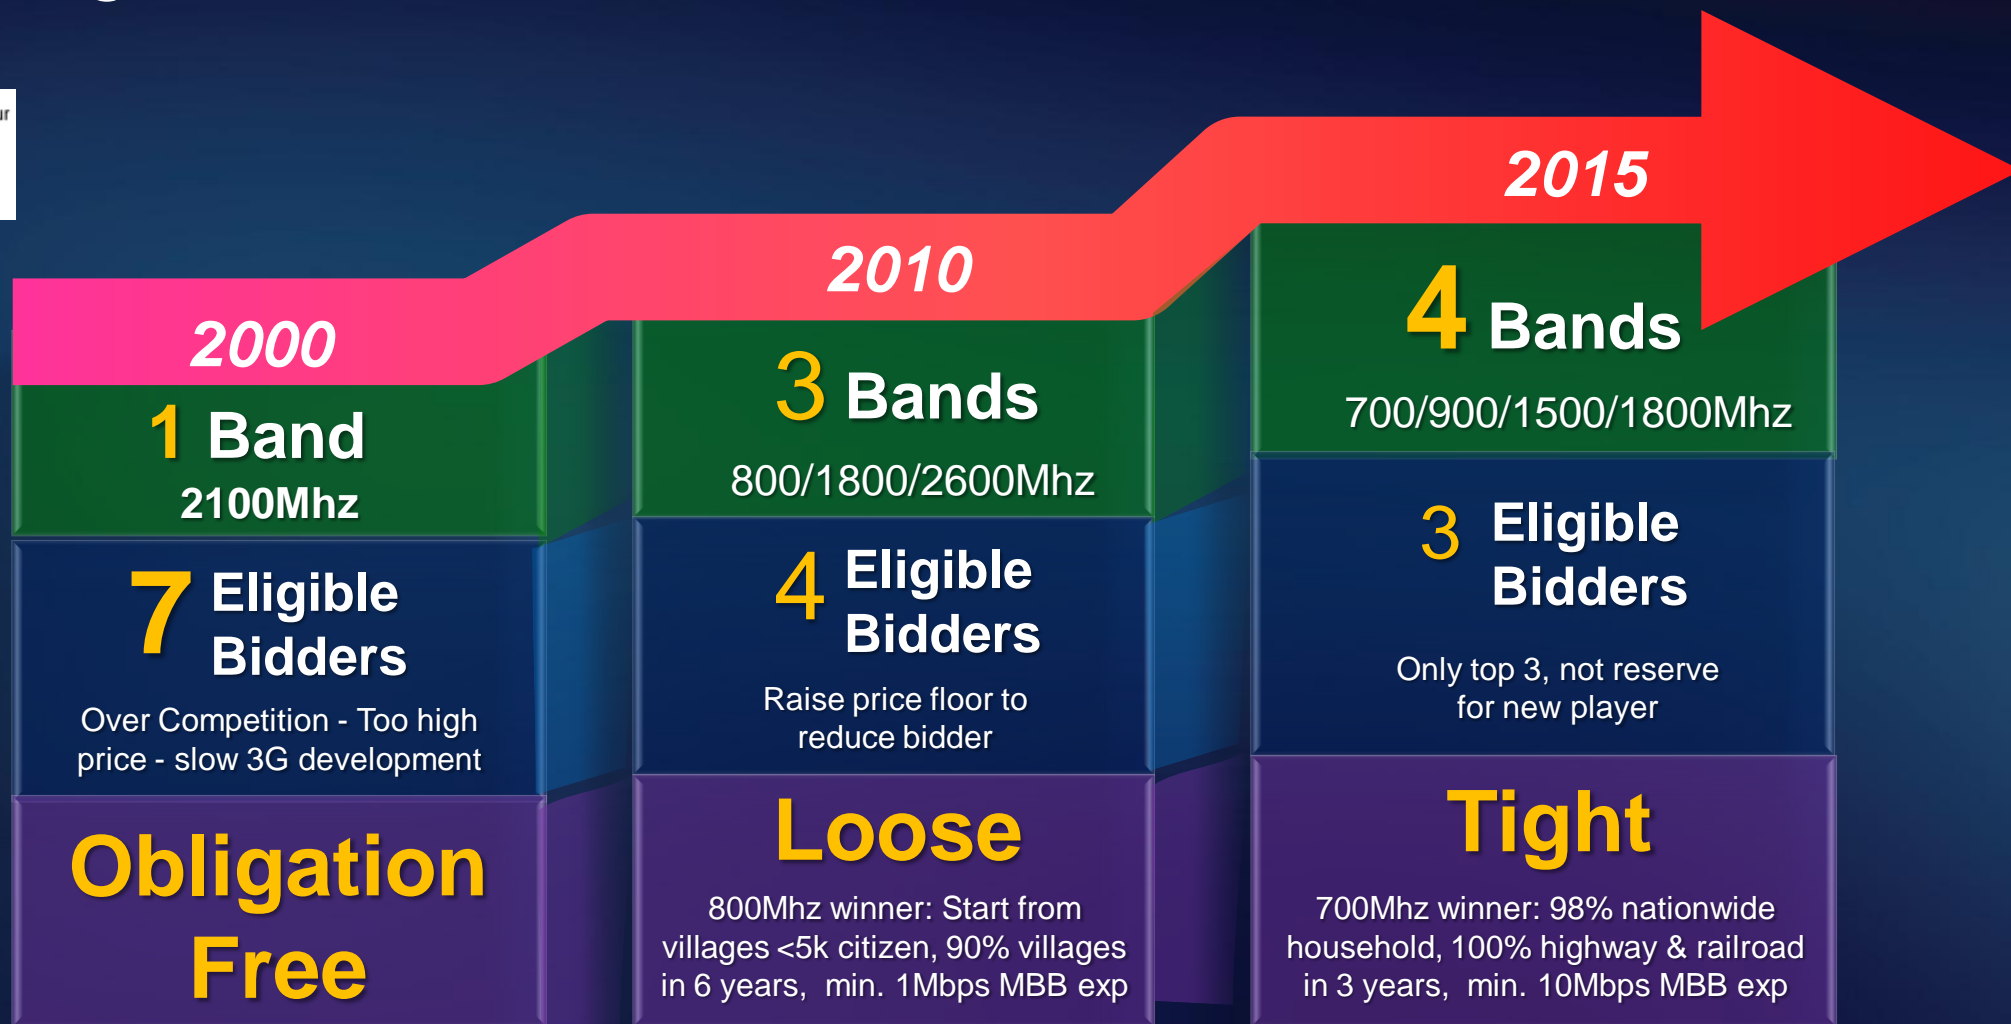 2000
1 Band
2100Mhz
7 Eligible
Bidders
Over Competition - Too high
price - slow 3G development
Obligation
Free
2010
3 Bands
800/1800/2600Mhz
4 Eligible
Bidders
Raise price floor to
reduce bidder
Loose
800Mhz winner: Start from
villages <5k citizen, 90% villages
in 6 years, min. 1Mbps MBB exp
2015
4 Bands
700/900/1500/1800Mhz
3 Eligible
Bidders
Only top 3, not reserve
for new player
Tight
700Mhz winner: 98% nationwide
household, 100% highway & railroad
in 3 years, min. 10Mbps MBB exp